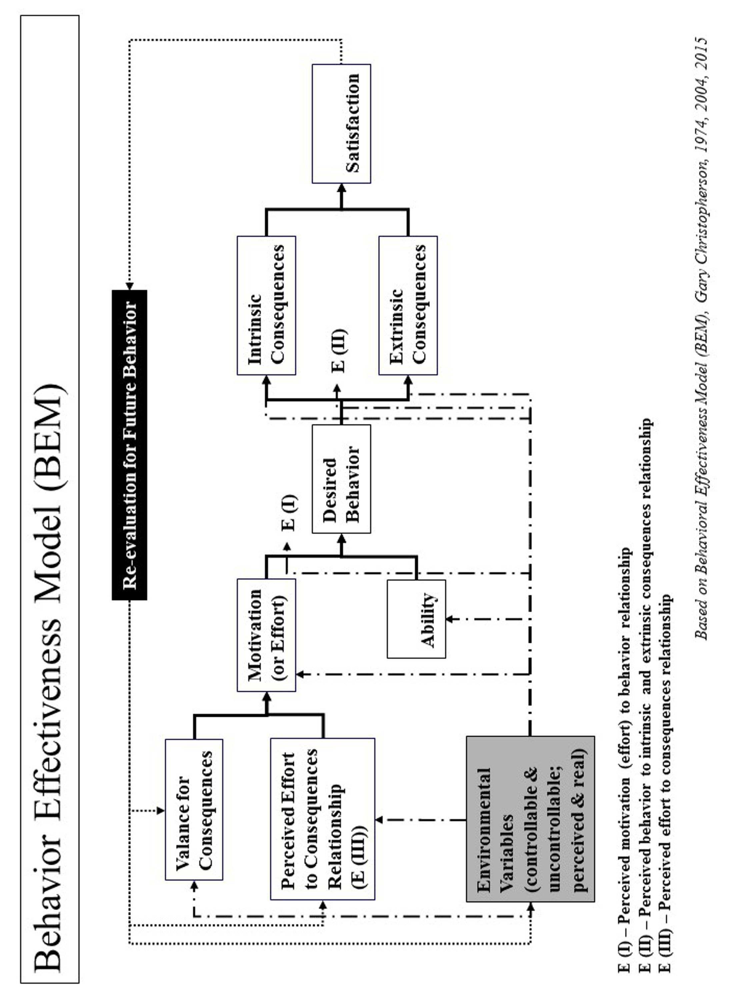 Behavior Effectiveness Model (BEM)
Re-evaluation for Future Behavior
Valance for
Consequences
Perceived Effort
to Consequences
Relationship
(E (III))
Environmental
Variables
(controllable &
uncontrollable;
perceived & real)
Motivation
(or Effort)
Ability
E (I)
Desired
Behavior
E (II)
Intrinsic
Consequences
Extrinsic
Consequences
Satisfaction
E (I) – Perceived motivation (effort) to behavior relationship
E (II) – Perceived behavior to intrinsic and extrinsic consequences relationship
E (III) – Perceived effort to consequences relationship
Based on Behavioral Effectiveness Model (BEM), Gary Christopherson, 1974, 2004, 2015